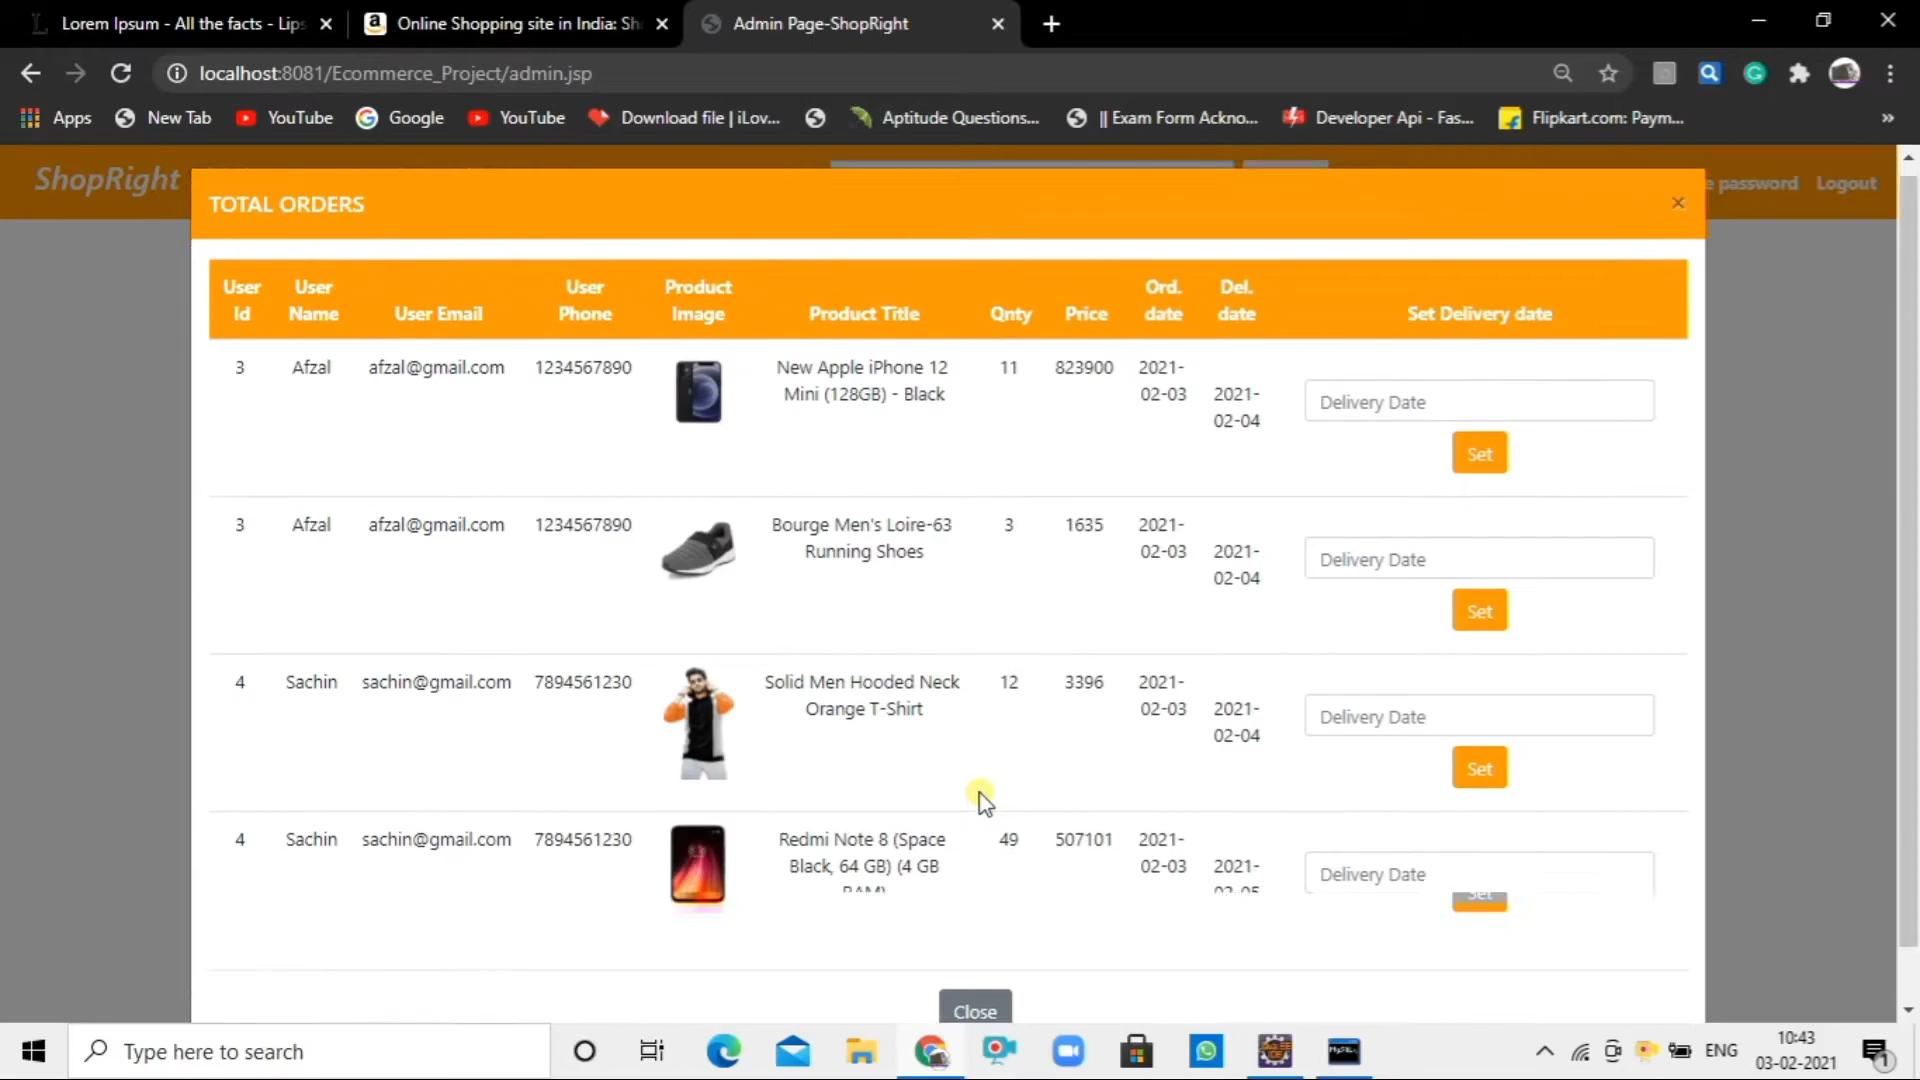 Lorem Ipsum - All the facts - Lips
Online Shopping site in India: Sh
Admin Page-ShopRight
localhost:8081/Ecommerce_Project/admin.jsp
Apps
New Tab
YouTube
Google
YouTube
Download file | iLov...
Aptitude Questions...
|| Exam Form Ackno...
Developer Api - Fas...
Flipkart.com: Paym...
»
ShopRight
password
Logout
TOTAL ORDERS
×
User Id
User Name
User Email
User Phone
Product Image
Product Title
Qnty
Price
Ord. date
Del. date
Set Delivery date
3
Afzal
afzal@gmail.com
1234567890
New Apple iPhone 12
Mini (128GB) - Black
11
823900
2021-
02-03
2021-
02-04
Delivery Date
Set
3
Afzal
afzal@gmail.com
1234567890
Bourge Men's Loire-63
Running Shoes
3
1635
2021-
02-03
2021-
02-04
Delivery Date
Set
4
Sachin
sachin@gmail.com
7894561230
Solid Men Hooded Neck
Orange T-Shirt
12
3396
2021-
02-03
2021-
02-04
Delivery Date
Set
4
Sachin
sachin@gmail.com
7894561230
Redmi Note 8 (Space
Black, 64 GB) (4 GB
RAM)
49
507101
2021-
02-03
2021-
02-05
Delivery Date
Set
Close
Type here to search
ENG
10:43
03-02-2021
1